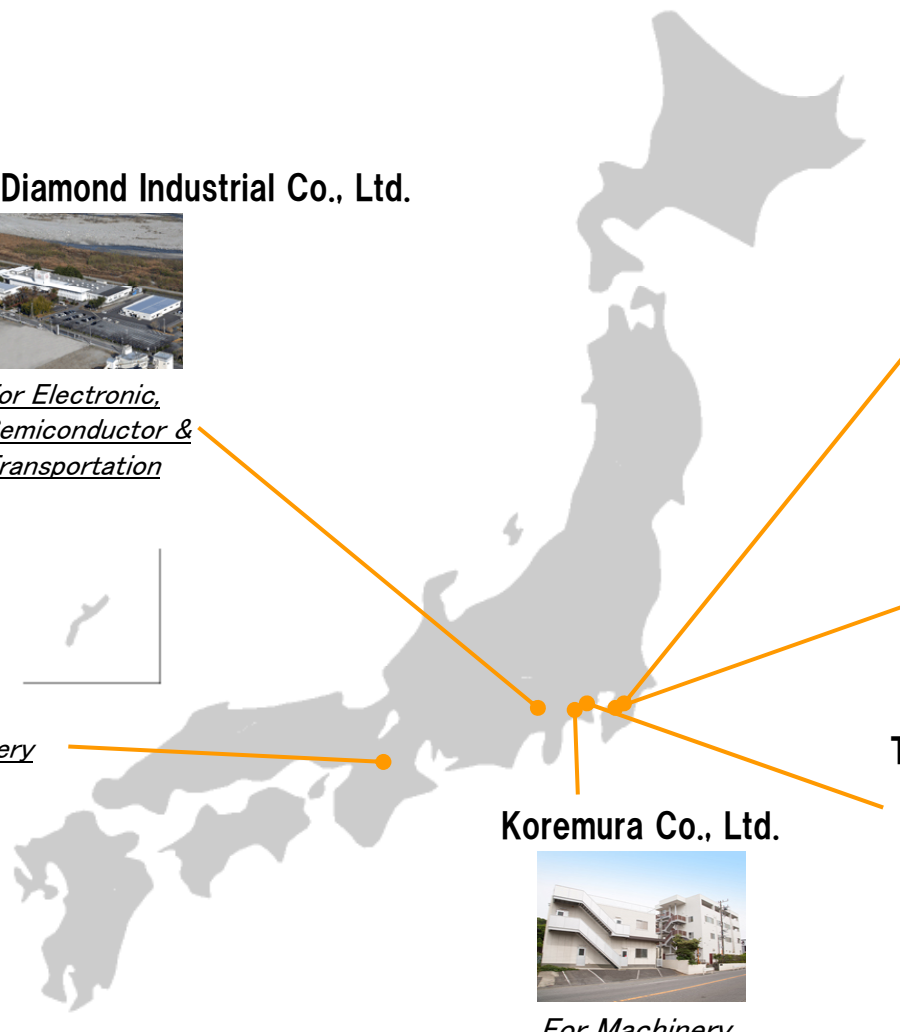 Diamond Industrial Co., Ltd.
or Electronic,
emiconductor &
ransportation
ery
T
Koremura Co., Ltd.
For Machinery